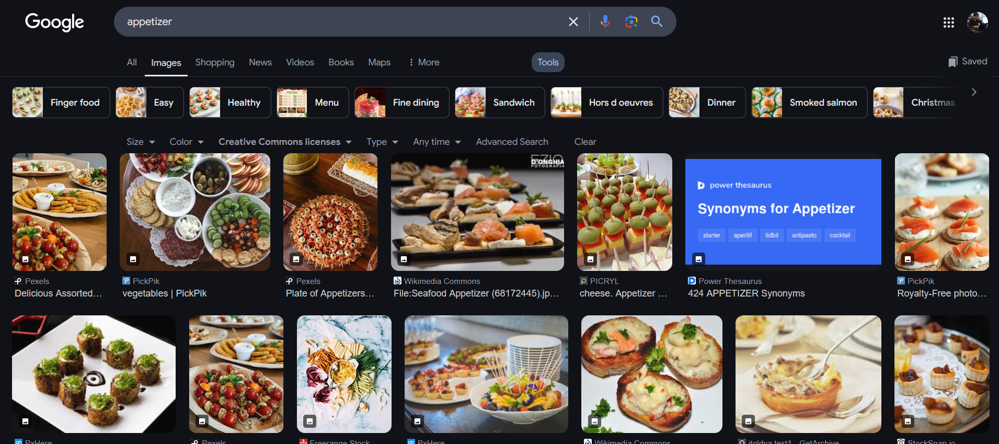 Google
appetizer
All Images Shopping News Videos Books Maps More Tools
Saved
Finger food Easy Healthy Menu Fine dining Sandwich Hors d oeuvres Dinner Smoked salmon Christmas
Size Color Creative Commons licenses Type Any time Advanced Search Clear
EZIO
D'ONGHIA
FOTOGRAFIA
power thesaurus
Synonyms for Appetizer
starter aperitif tidbit antipasto cocktail
Pexels
Delicious Assorted...
PickPik
vegetables | PickPik
Pexels
Plate of Appetizers...
Wikimedia Commons
File:Seafood Appetizer (68172445).jp...
PICRYL
cheese. Appetizer ...
Power Thesaurus
424 APPETIZER Synonyms
PickPik
Royalty-Free photo...
PxHere
Pexels
Freerange Stock
PxHere
Wikimedia Commons
itoldya test1 - GetArchive
StockSnap.io